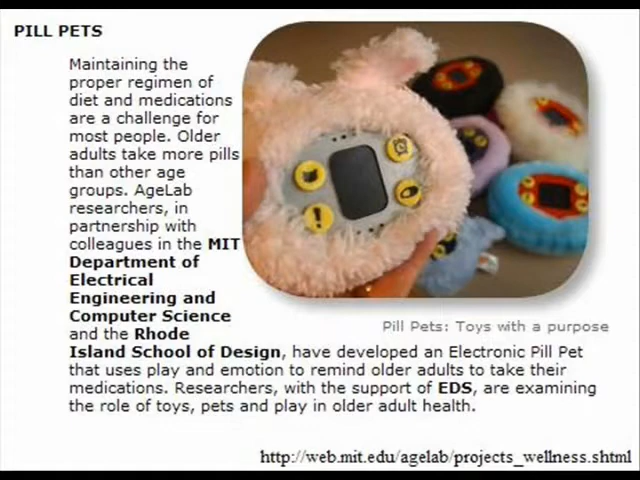 PILL PETS
Maintaining the
proper regimen of
diet and medications
are a challenge for
most people. Older
adults take more pills
than other age
groups. AgeLab
researchers, in
partnership with
colleagues in the MIT
Department of
Electrical
Engineering and
Computer Science
and the Rhode
Island School of Design, have developed an Electronic Pill Pet
that uses play and emotion to remind older adults to take their
medications. Researchers, with the support of EDS, are examining
the role of toys, pets and play in older adult health.
Pill Pets: Toys with a purpose
http://web.mit.edu/agelab/projects_wellness.shtml